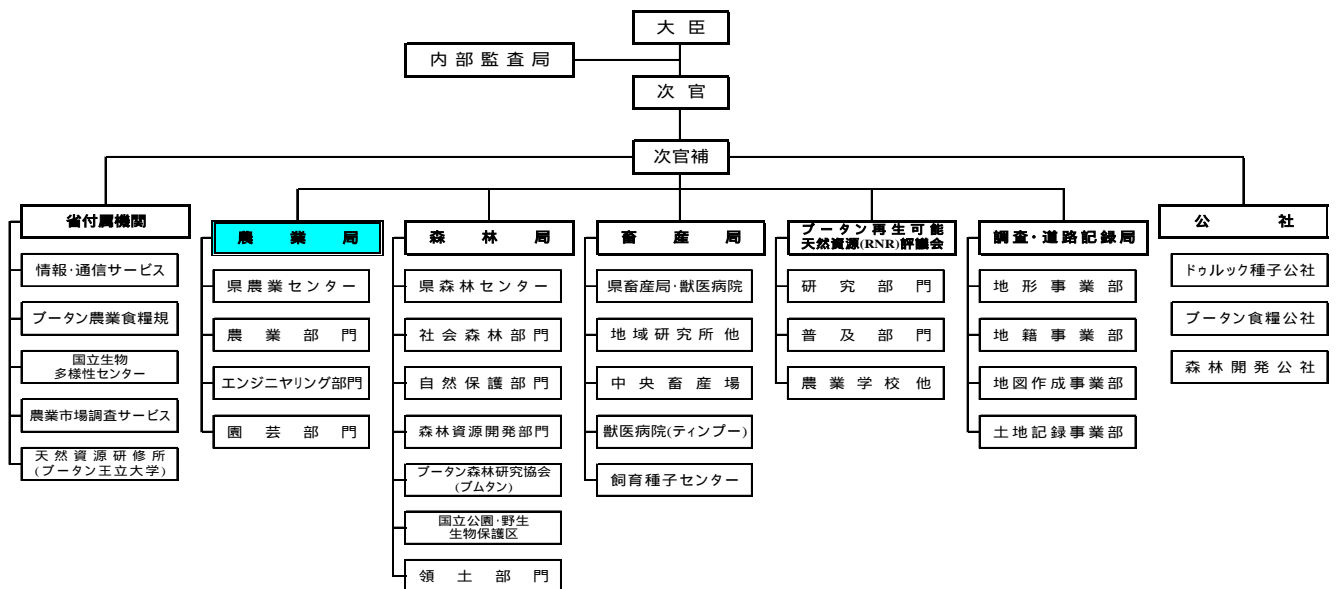 大臣
内部監査局
次官
次官補
省付属機関
情報・通信サービス
ブータン農業食糧規
国立生物
多様性センター
農業市場調査サービス
天然資源研修所
(ブータン王立大学)
農業局
県農業センター
農業部門
エンジニヤリング部門
園芸部門
森林局
県森林センター
社会森林部門
自然保護部門
森林資源開発部門
ブータン森林研究協会
(ブムタン)
国立公園・野生
生物保護区
領土部門
畜産局
県畜産局・獣医病院
地域研究所他
中央畜産場
獣医病院(ティンプー)
飼育種子センター
ブータン再生可能
天然資源(RNR)評議会
研究部門
普及部門
農業学校他
調査・道路記録局
地形事業部
地籍事業部
地図作成事業部
土地記録事業部
公社
ドゥルック種子公社
ブータン食糧公社
森林開発公社